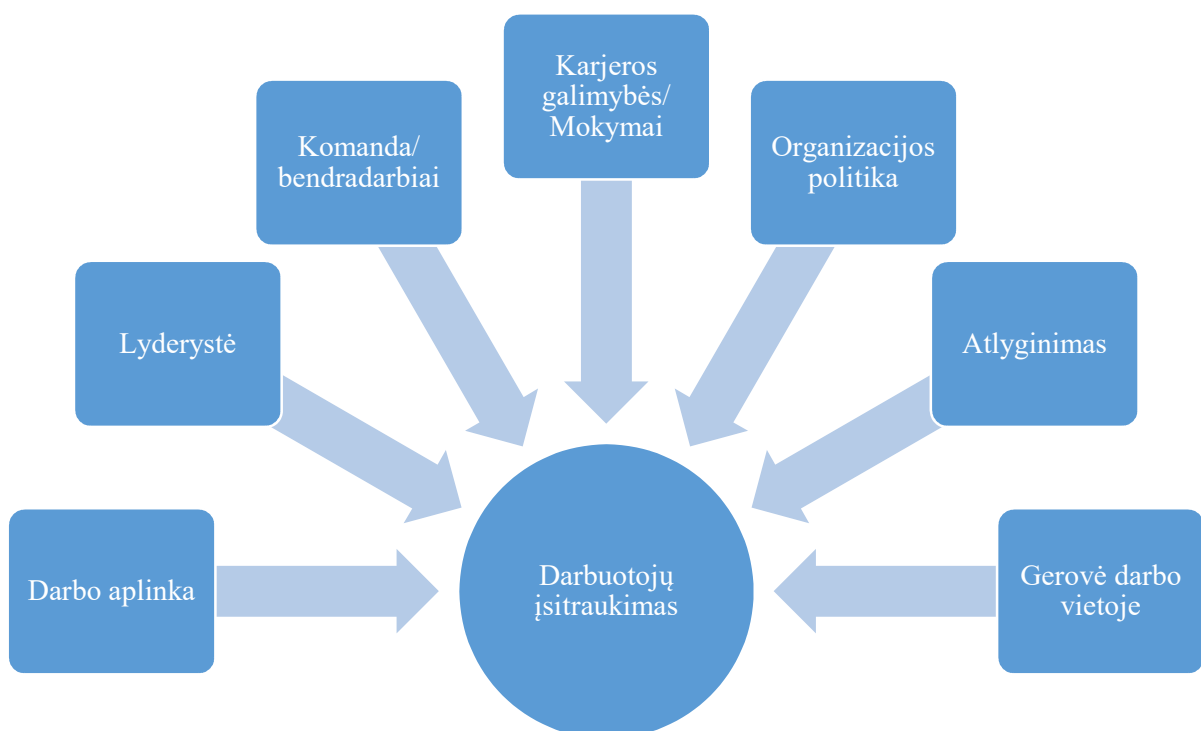 Karjeros
galimybės/
Mokymai
Komanda/
bendradarbiai
Organizacijos
politika
Lyderystė
Atlyginimas
Darbo aplinka
Darbuotojų
įsitraukimas
Gerovė darbo
vietoje